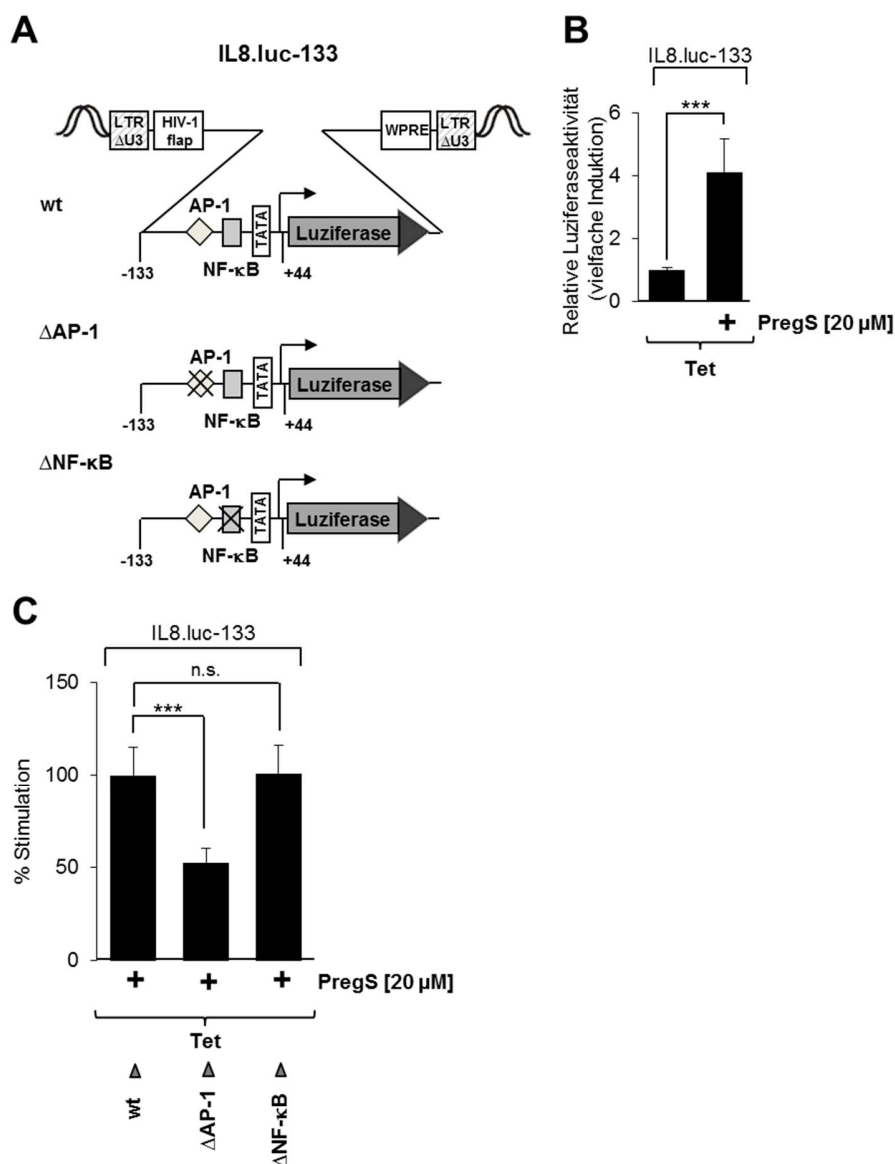 A
IL8.luc-133
LTR
ΔU3
HIV-1
flap
WPRE
LTR
ΔU3
wt
AP-1
TATA
Luziferase
NF-κB
-133
+44
ΔAP-1
AP-1
TATA
Luziferase
NF-κB
-133
+44
ΔNF-κB
AP-1
TATA
Luziferase
NF-κB
-133
+44
B
IL8.luc-133
Relative Luziferaseaktivität
(vielfache Induktion)
6
4
2
0
***
+ PregS [20 µM]
Tet
C
IL8.luc-133
% Stimulation
150
100
50
0
n.s.
***
+ + + PregS [20 µM]
Tet
wt
ΔAP-1
ΔNF-κB